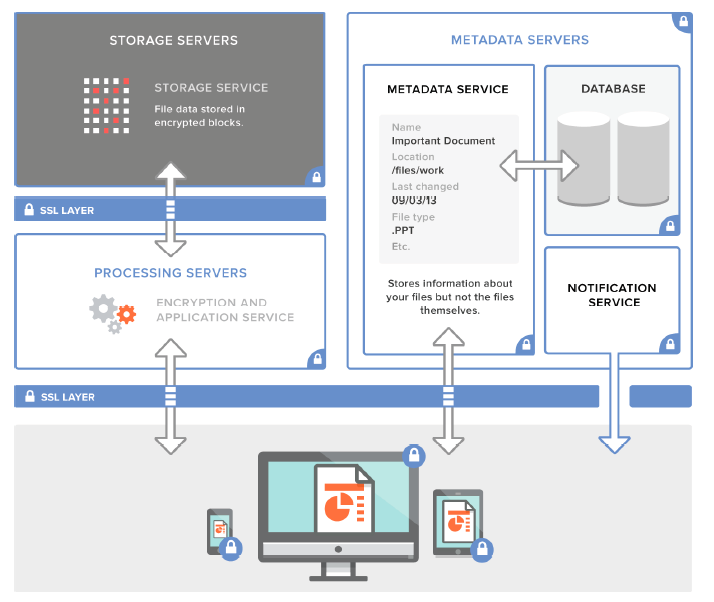 STORAGE SERVERS
STORAGE SERVICE
File data stored in
encrypted blocks.
SSL LAYER
PROCESSING SERVERS
ENCRYPTION AND
APPLICATION SERVICE
METADATA SERVERS
METADATA SERVICE
Name
Important Document
Location
/files/work
Last changed
09/03/13
File type
.PPT
Etc.
Stores information about
your files but not the files
themselves.
DATABASE
NOTIFICATION
SERVICE
SSL LAYER